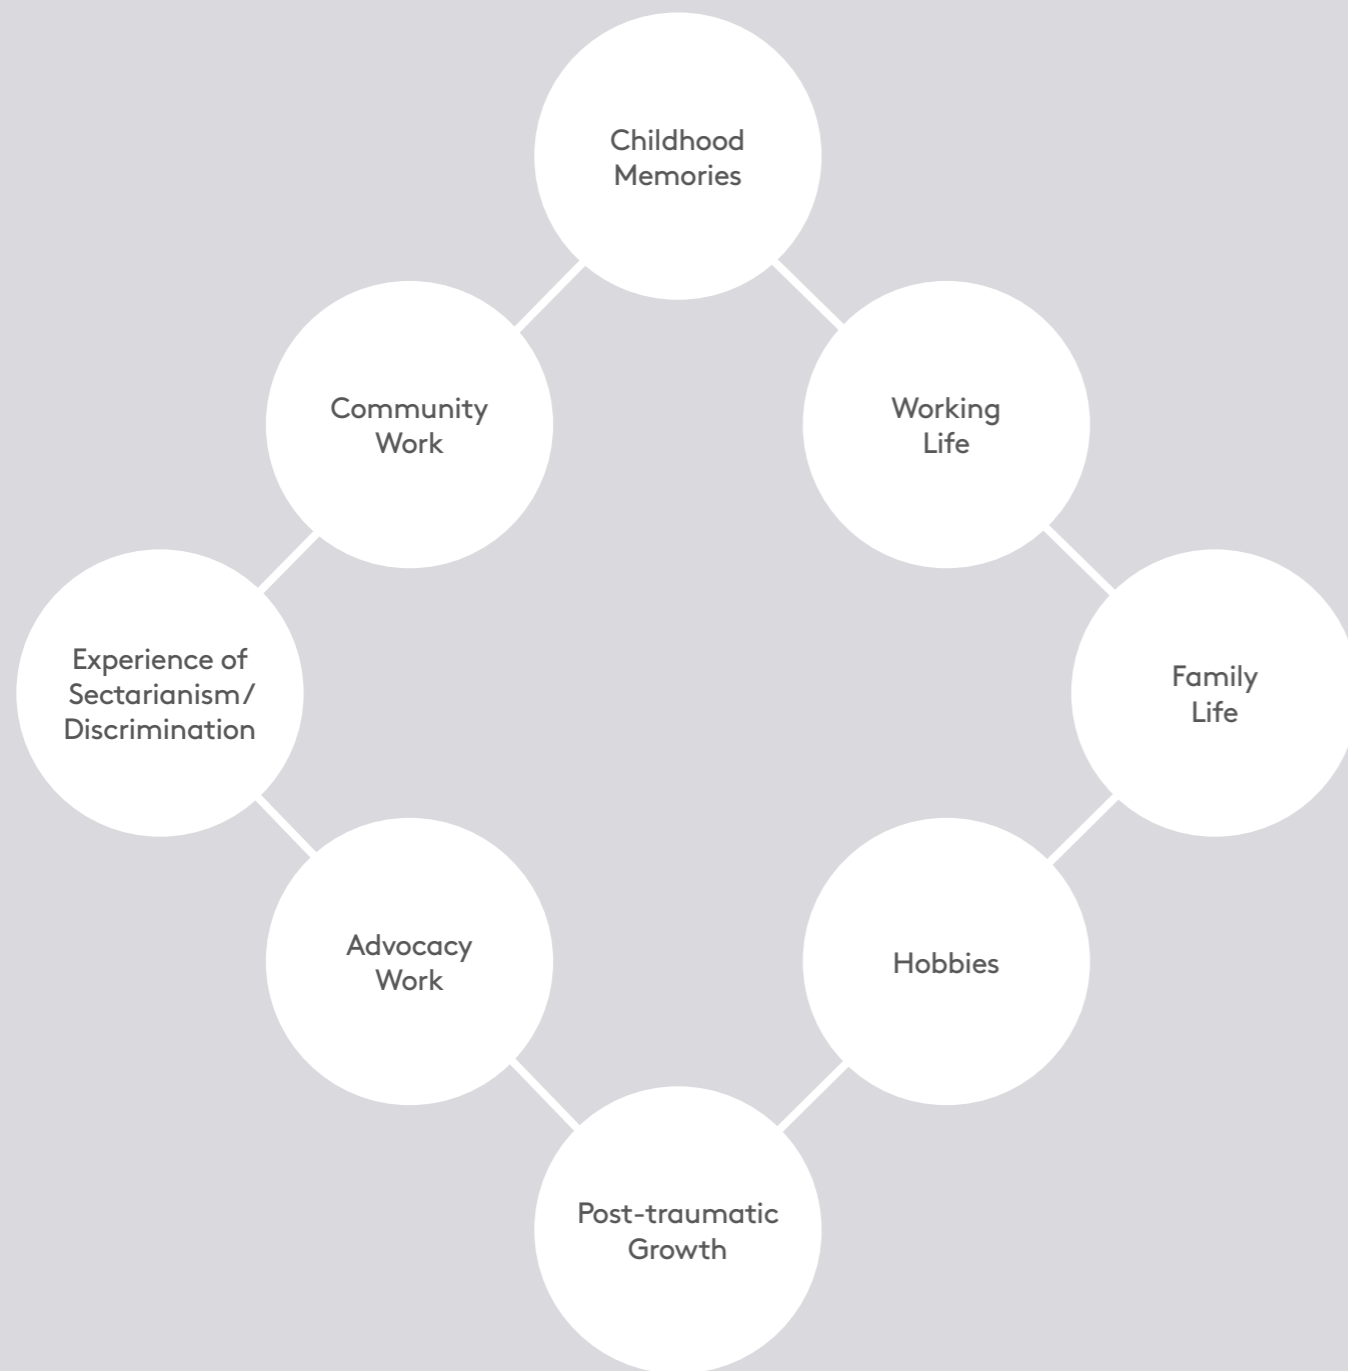 Childhood
Memories
Community
Work
Working
Life
Experience of
Sectarianism/
Discrimination
Family
Life
Advocacy
Work
Hobbies
Post-traumatic
Growth